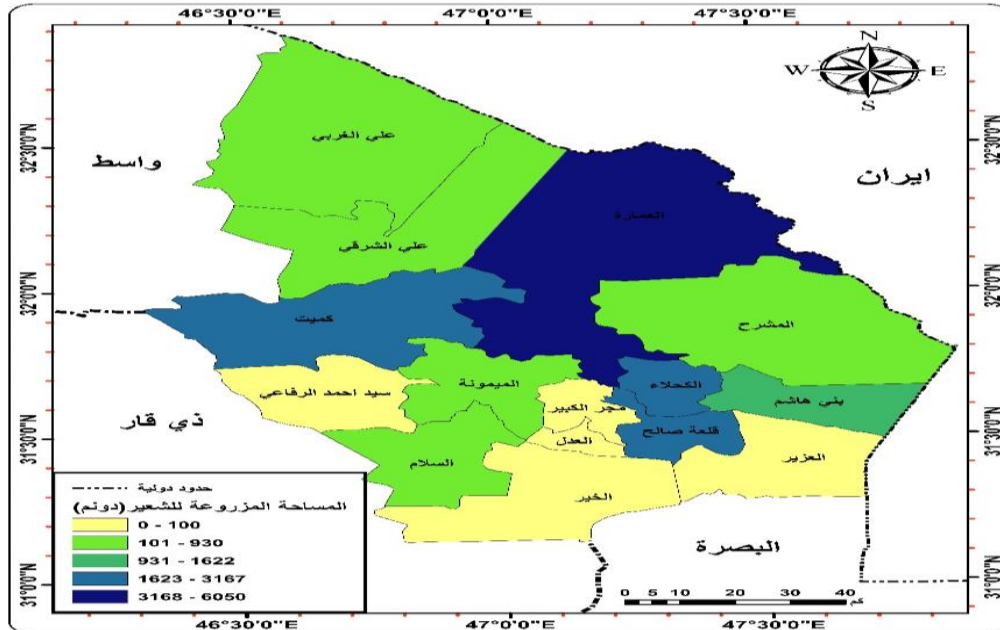 46°30'0"E 47°0'0"E 47°30'0"E
N
W E
S
32°30'0"N 32°30'0"N
علي الغربي
واسط
ايران
العمارة
علي الشرقي
32°0'0"N 32°0'0"N
كميت
المشرح
الكحلاء
الميمونة
سيد احمد الرفاعي
بني هاشم
مجر الكبير
ذي قار
31°30'0"N 31°30'0"N
قلعة صالح
العدل
العزير
السلام
الخير
حدود دولية
المساحة المزروعة للشعير(دونم)
0 - 100
101 - 930
931 - 1622
1623 - 3167
3168 - 6050
البصرة
31°0'0"N 31°0'0"N
0 5 10 20 30 40
كم
46°30'0"E 47°0'0"E 47°30'0"E